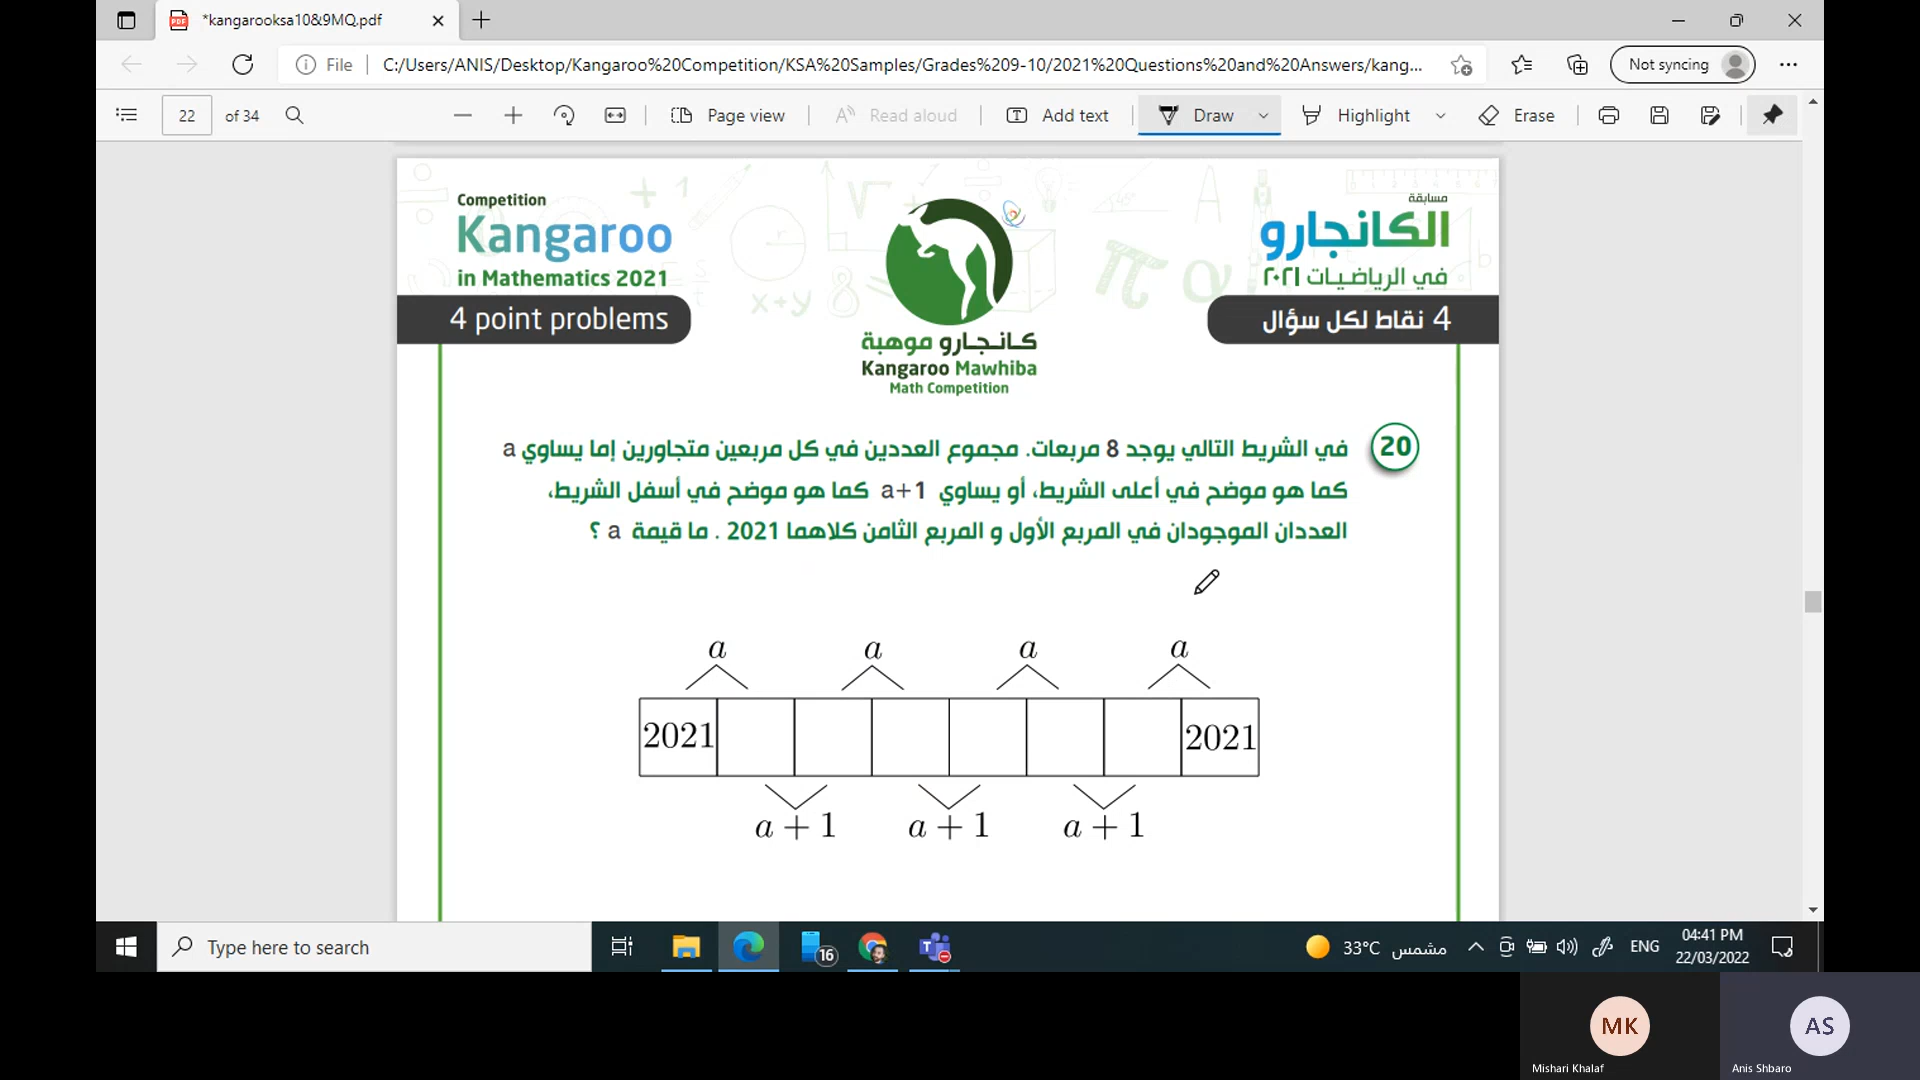 *kangarooksa10&9MQ.pdf
File
C:/Users/ANIS/Desktop/Kangaroo%20Competition/KSA%20Samples/Grades%209-10/2021%20Questions%20and%20Answers/kang...
Not syncing
22 of 34
Page view
Read aloud
Add text
Draw
Highlight
Erase
Competition
Kangaroo
in Mathematics 2021
4 point problems
كانجارو موهبة
Kangaroo Mawhiba
Math Competition
مسابقة
الكانجارو
في الرياضيات ٢٠٢١
4 نقاط لكل سؤال
20
في الشريط التالي يوجد 8 مربعات. مجموع العددين في كل مربعين متجاورين إما يساوي a
كما هو موضح في أعلى الشريط، أو يساوي a+1 كما هو موضح في أسفل الشريط،
العددان الموجودان في المربع الأول و المربع الثامن كلاهما 2021 . ما قيمة a ؟
a a a a
2021 2021
a + 1 a + 1 a + 1
Type here to search
16
33°C مشمس
ENG
04:41 PM
22/03/2022
MK
Mishari Khalaf
AS
Anis Shbaro